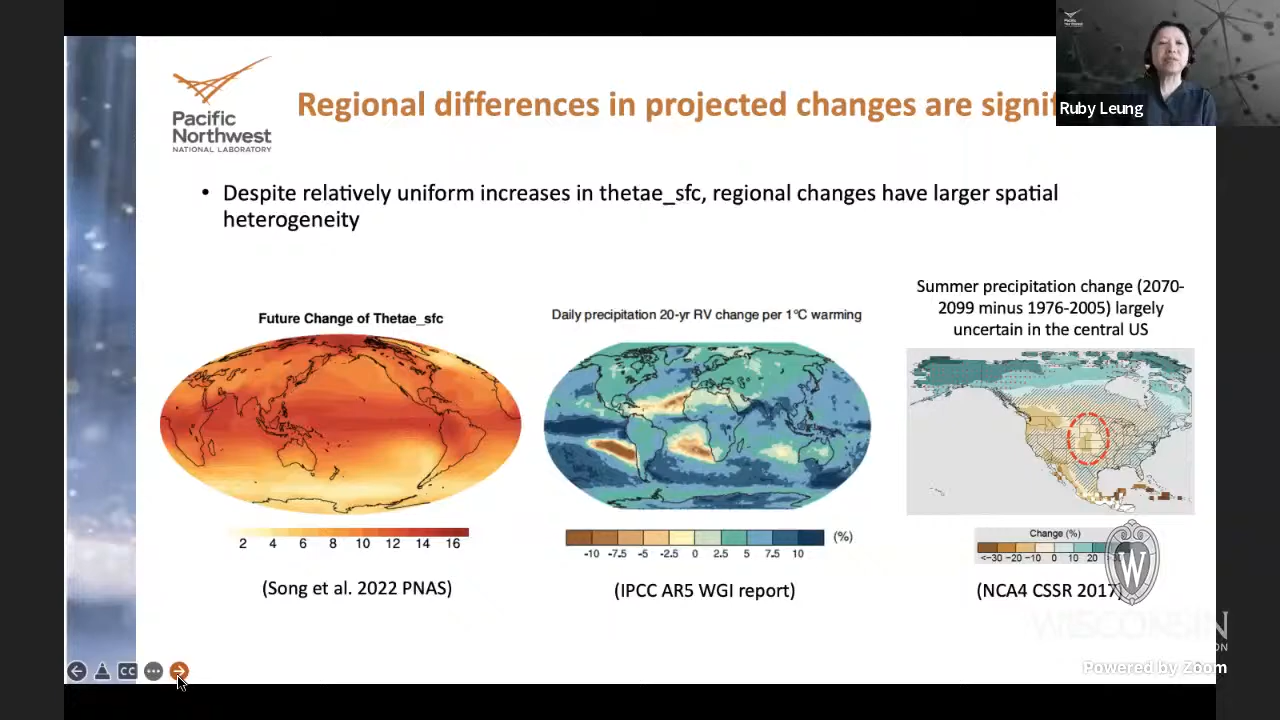 Pacific
Northwest
NATIONAL LABORATORY
Regional differences in projected changes are signif
Ruby Leung
• Despite relatively uniform increases in thetae_sfc, regional changes have larger spatial
heterogeneity
Future Change of Thetae_sfc
2 4 6 8 10 12 14 16
(Song et al. 2022 PNAS)
Daily precipitation 20-yr RV change per 1°C warming
(%)
-10 -7.5 -5 -2.5 0 2.5 5 7.5 10
(IPCC AR5 WGI report)
Summer precipitation change (2070-
2099 minus 1976-2005) largely
uncertain in the central US
Change (%)
<-30 -20 -10 0 10 20
(NCA4 CSSR 2017)
W
WISCONSIN
Powered by Zoom
CC